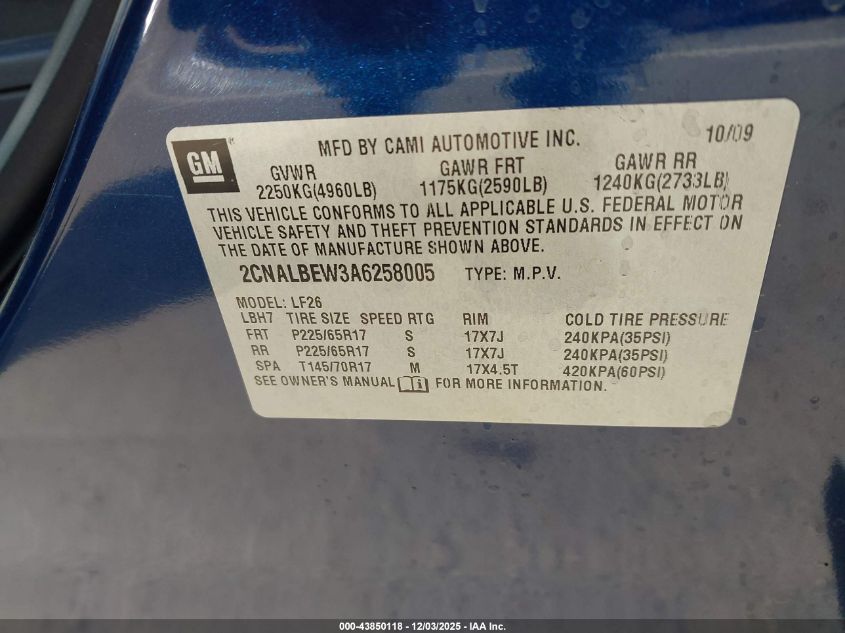 GM
MFD BY CAMI AUTOMOTIVE INC. 10/09
GVWR GAWR FRT GAWR RR
2250KG(4960LB) 1175KG(2590LB) 1240KG(2733LB)
THIS VEHICLE CONFORMS TO ALL APPLICABLE U.S. FEDERAL MOTOR
VEHICLE SAFETY AND THEFT PREVENTION STANDARDS IN EFFECT ON
THE DATE OF MANUFACTURE SHOWN ABOVE.
2CNALBEW3A6258005 TYPE: M.P.V.
MODEL: LF26
LBH7 TIRE SIZE SPEED RTG RIM COLD TIRE PRESSURE
FRT P225/65R17 S 17X7J 240KPA(35PSI)
RR P225/65R17 S 17X7J 240KPA(35PSI)
SPA T145/70R17 M 17X4.5T 420KPA(60PSI)
SEE OWNER'S MANUAL FOR MORE INFORMATION.
000-43850118 - 12/03/2025 - IAA Inc.